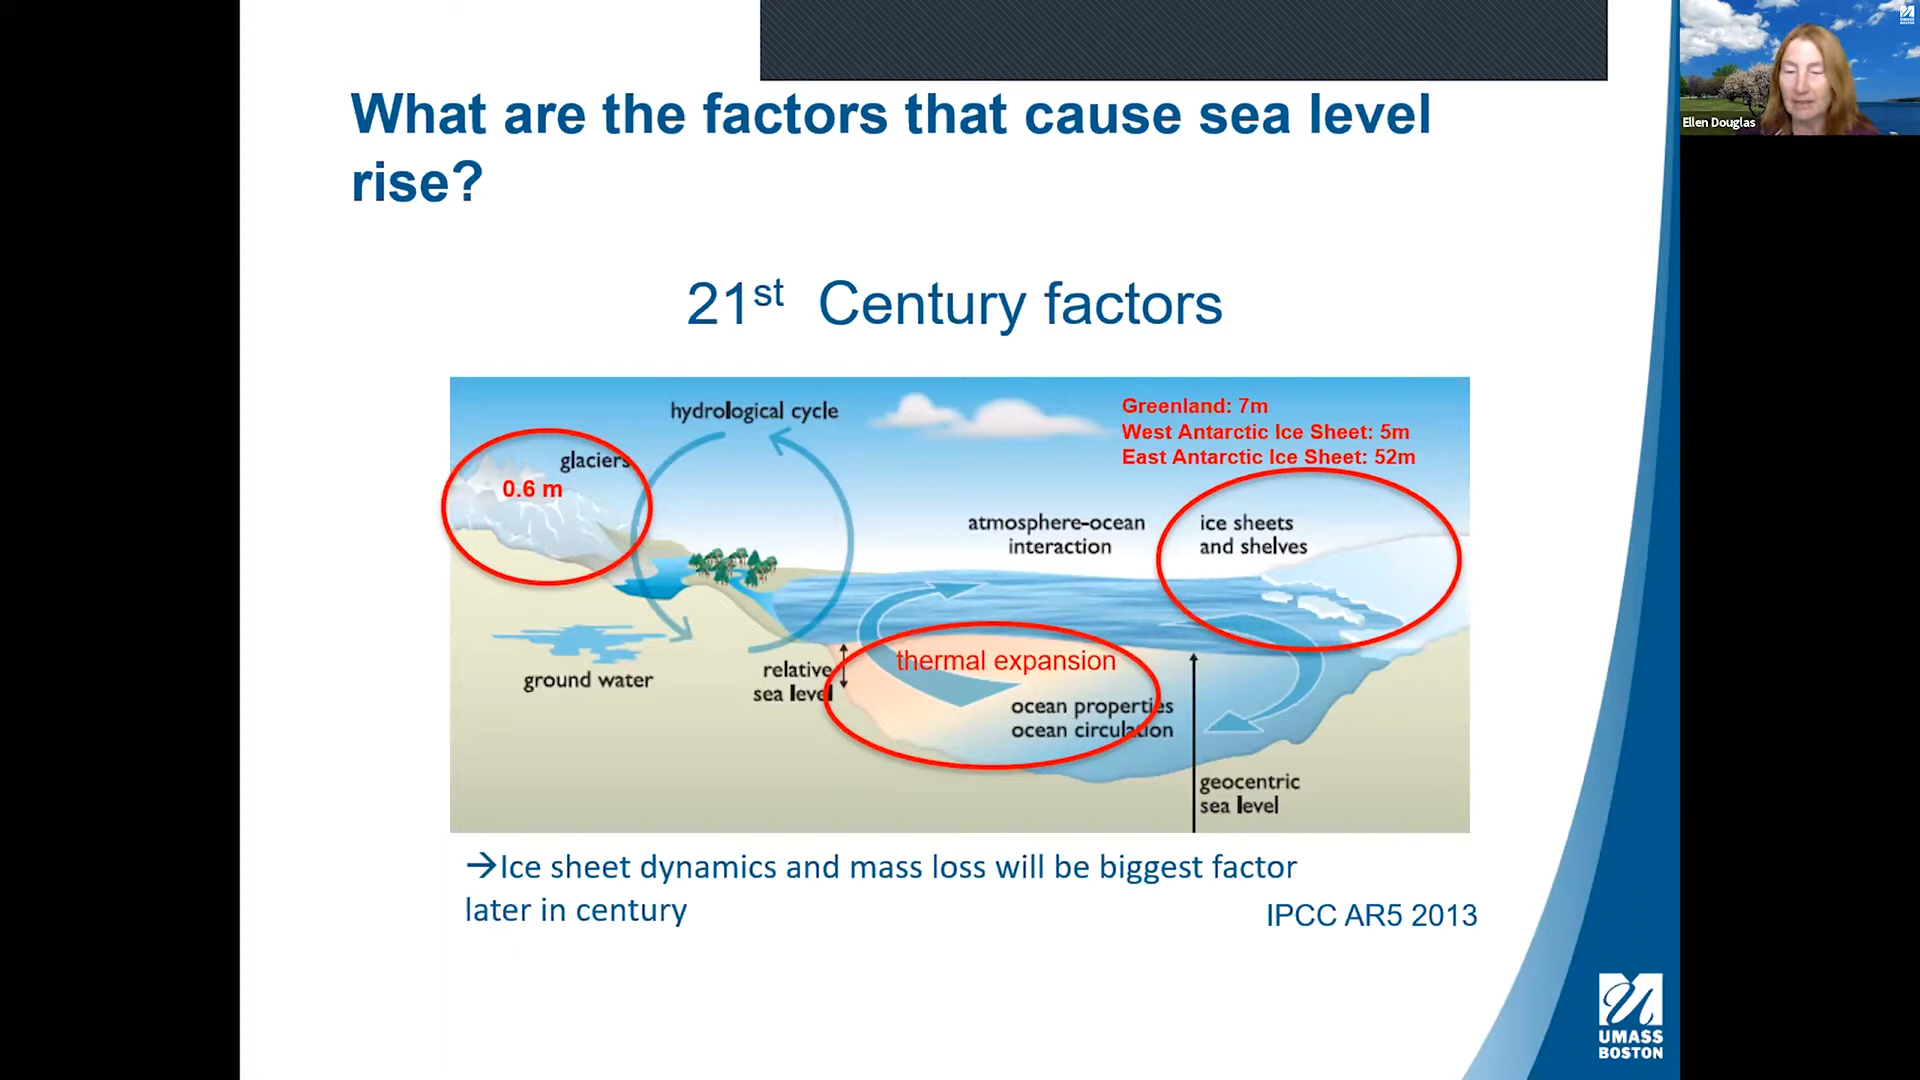 What are the factors that cause sea level
rise?
21st Century factors
hydrological cycle
Greenland: 7m
West Antarctic Ice Sheet: 5m
East Antarctic Ice Sheet: 52m
glaciers
0.6 m
atmosphere-ocean
interaction
ice sheets
and shelves
thermal expansion
relative
sea level
ground water
ocean properties
ocean circulation
geocentric
sea level
→Ice sheet dynamics and mass loss will be biggest factor
later in century
IPCC AR5 2013
UMASS
BOSTON
Ellen Douglas